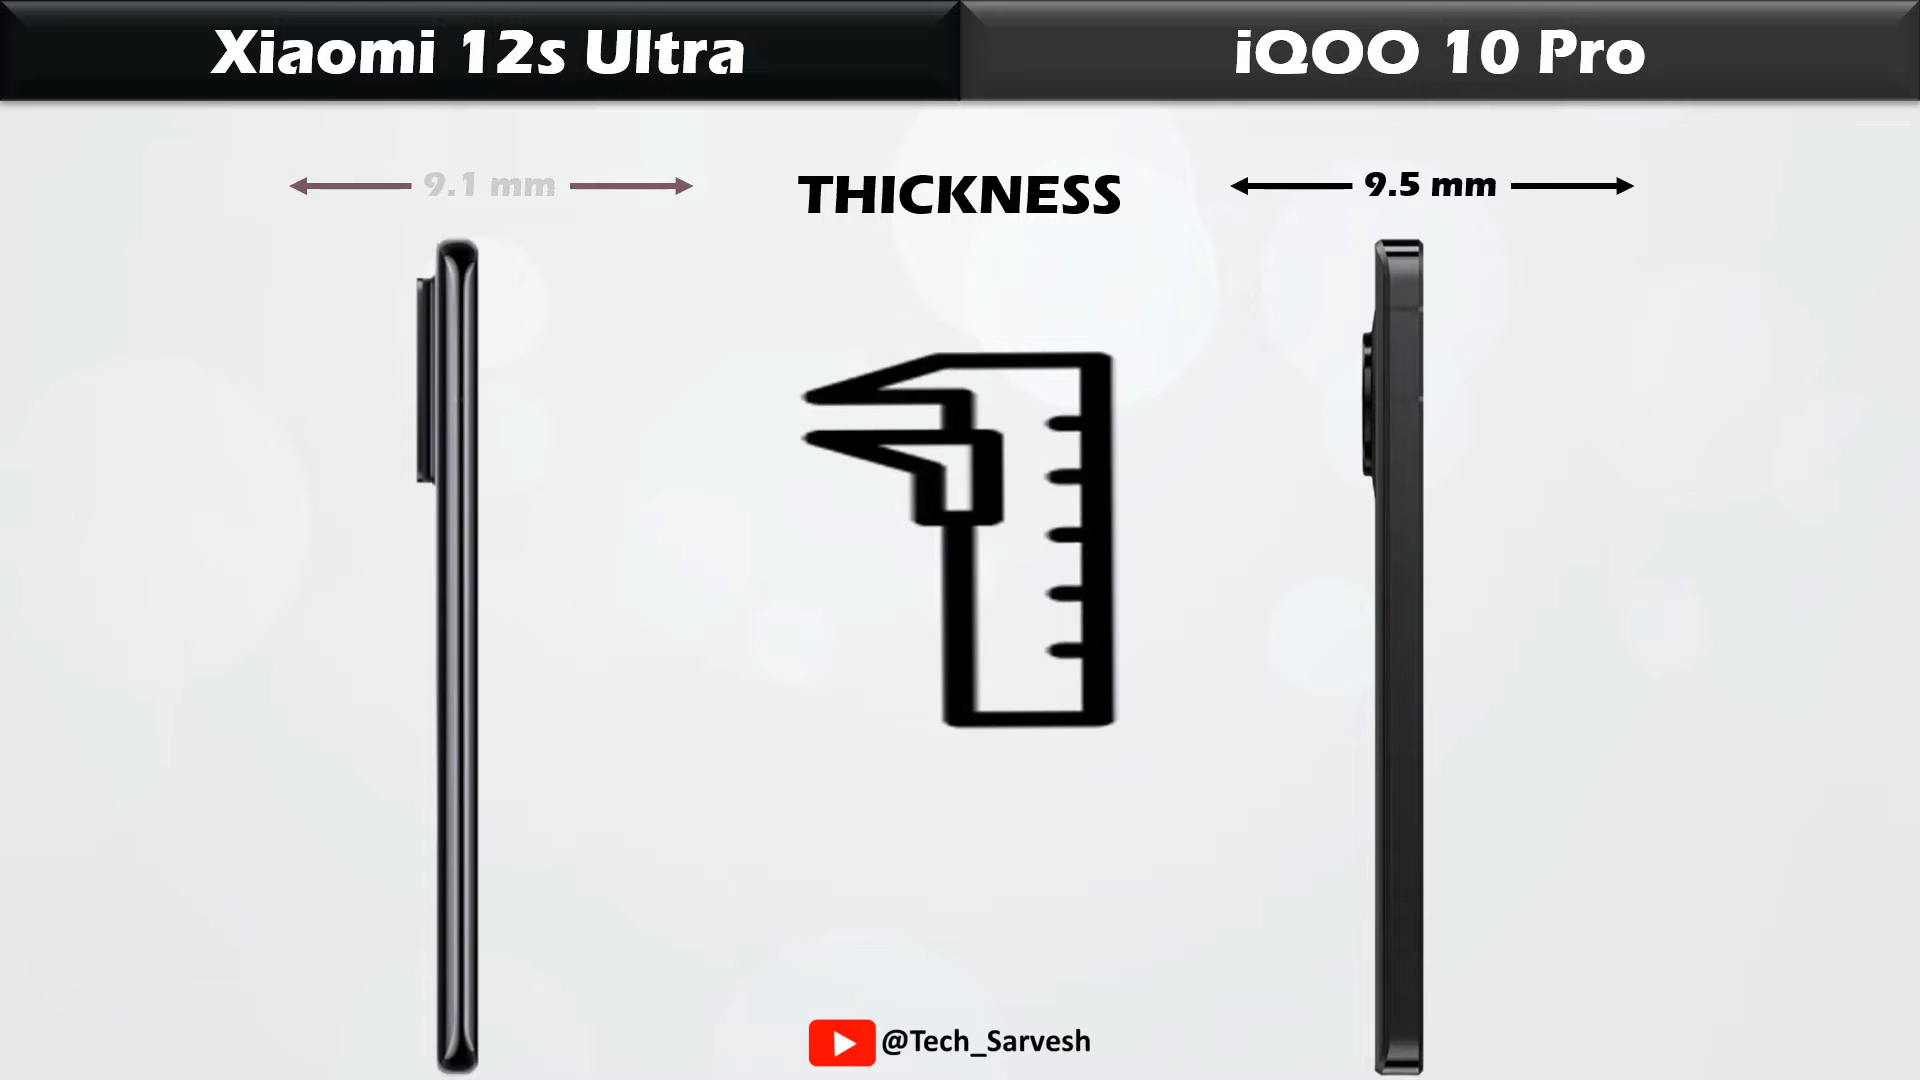 Xiaomi 12s Ultra
iQOO 10 Pro
9.1 mm
THICKNESS
9.5 mm
@Tech_Sarvesh